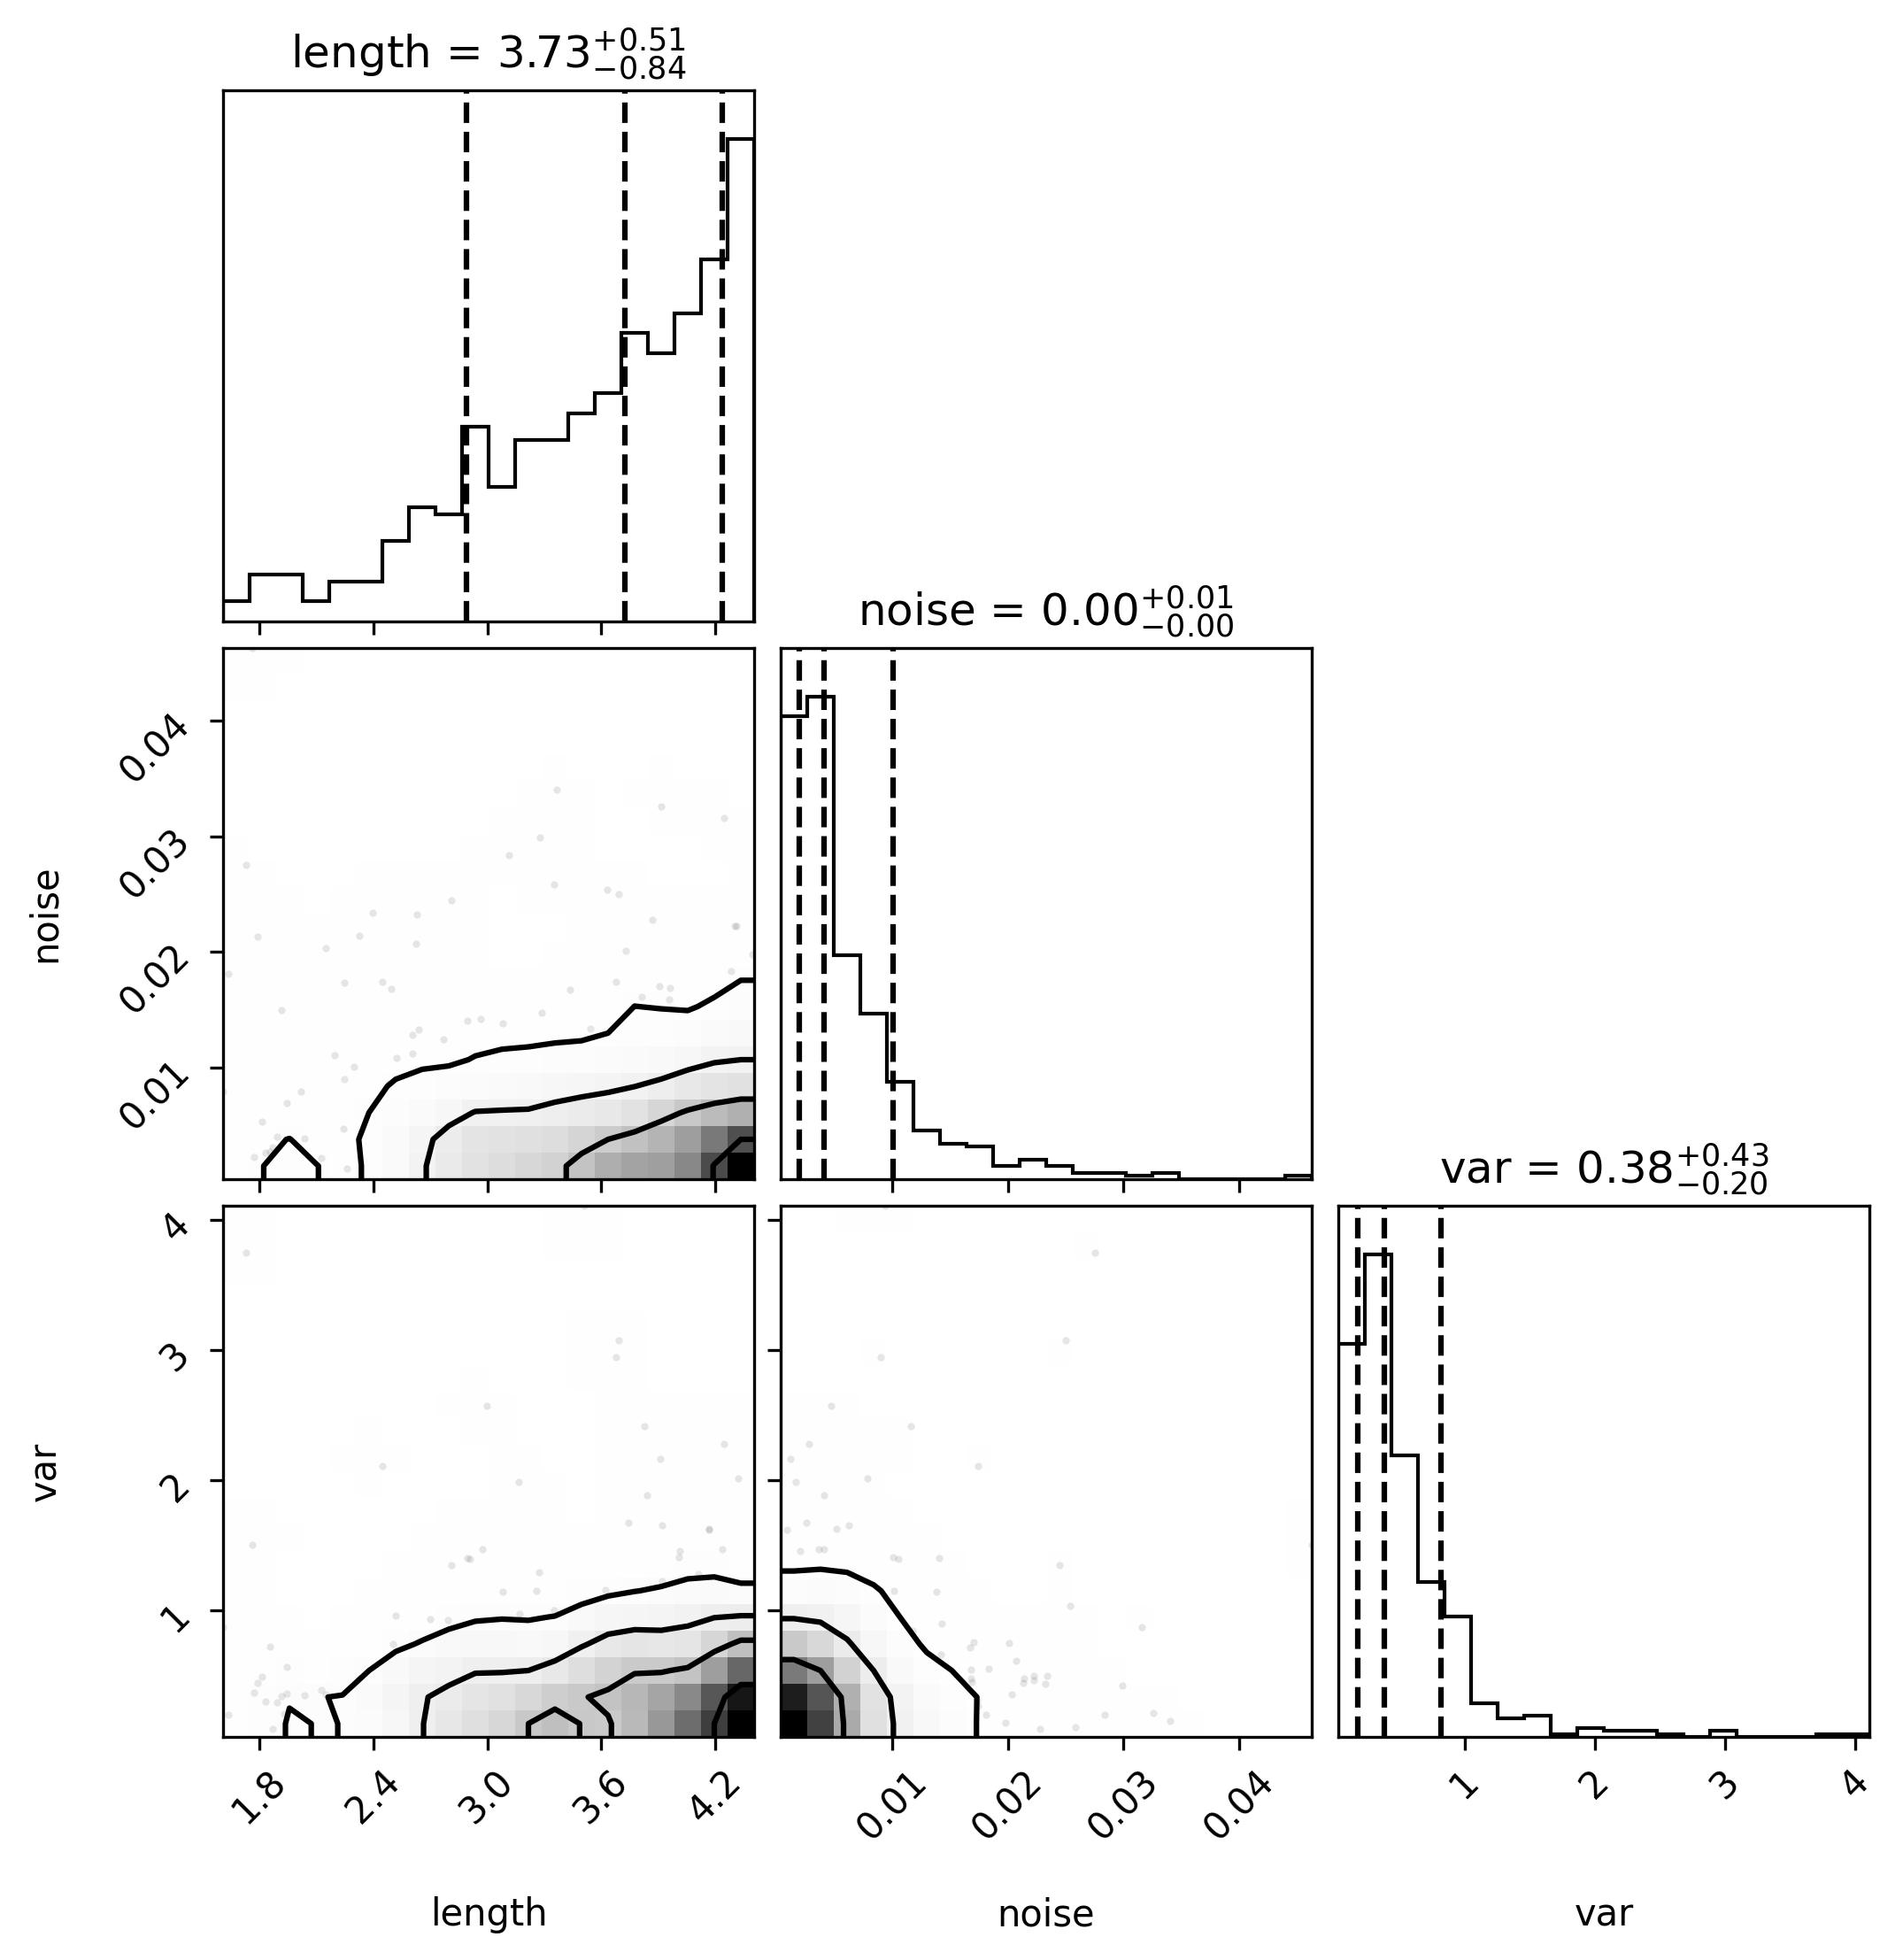 length = 3.73+0.51−0.84
noise = 0.00+0.01−0.00
0.04
0.03
0.02
0.01
noise
var = 0.38+0.43−0.20
4
3
2
1
var
1.8 2.4 3.0 3.6 4.2 0.01 0.02 0.03 0.04 1 2 3 4
length noise var